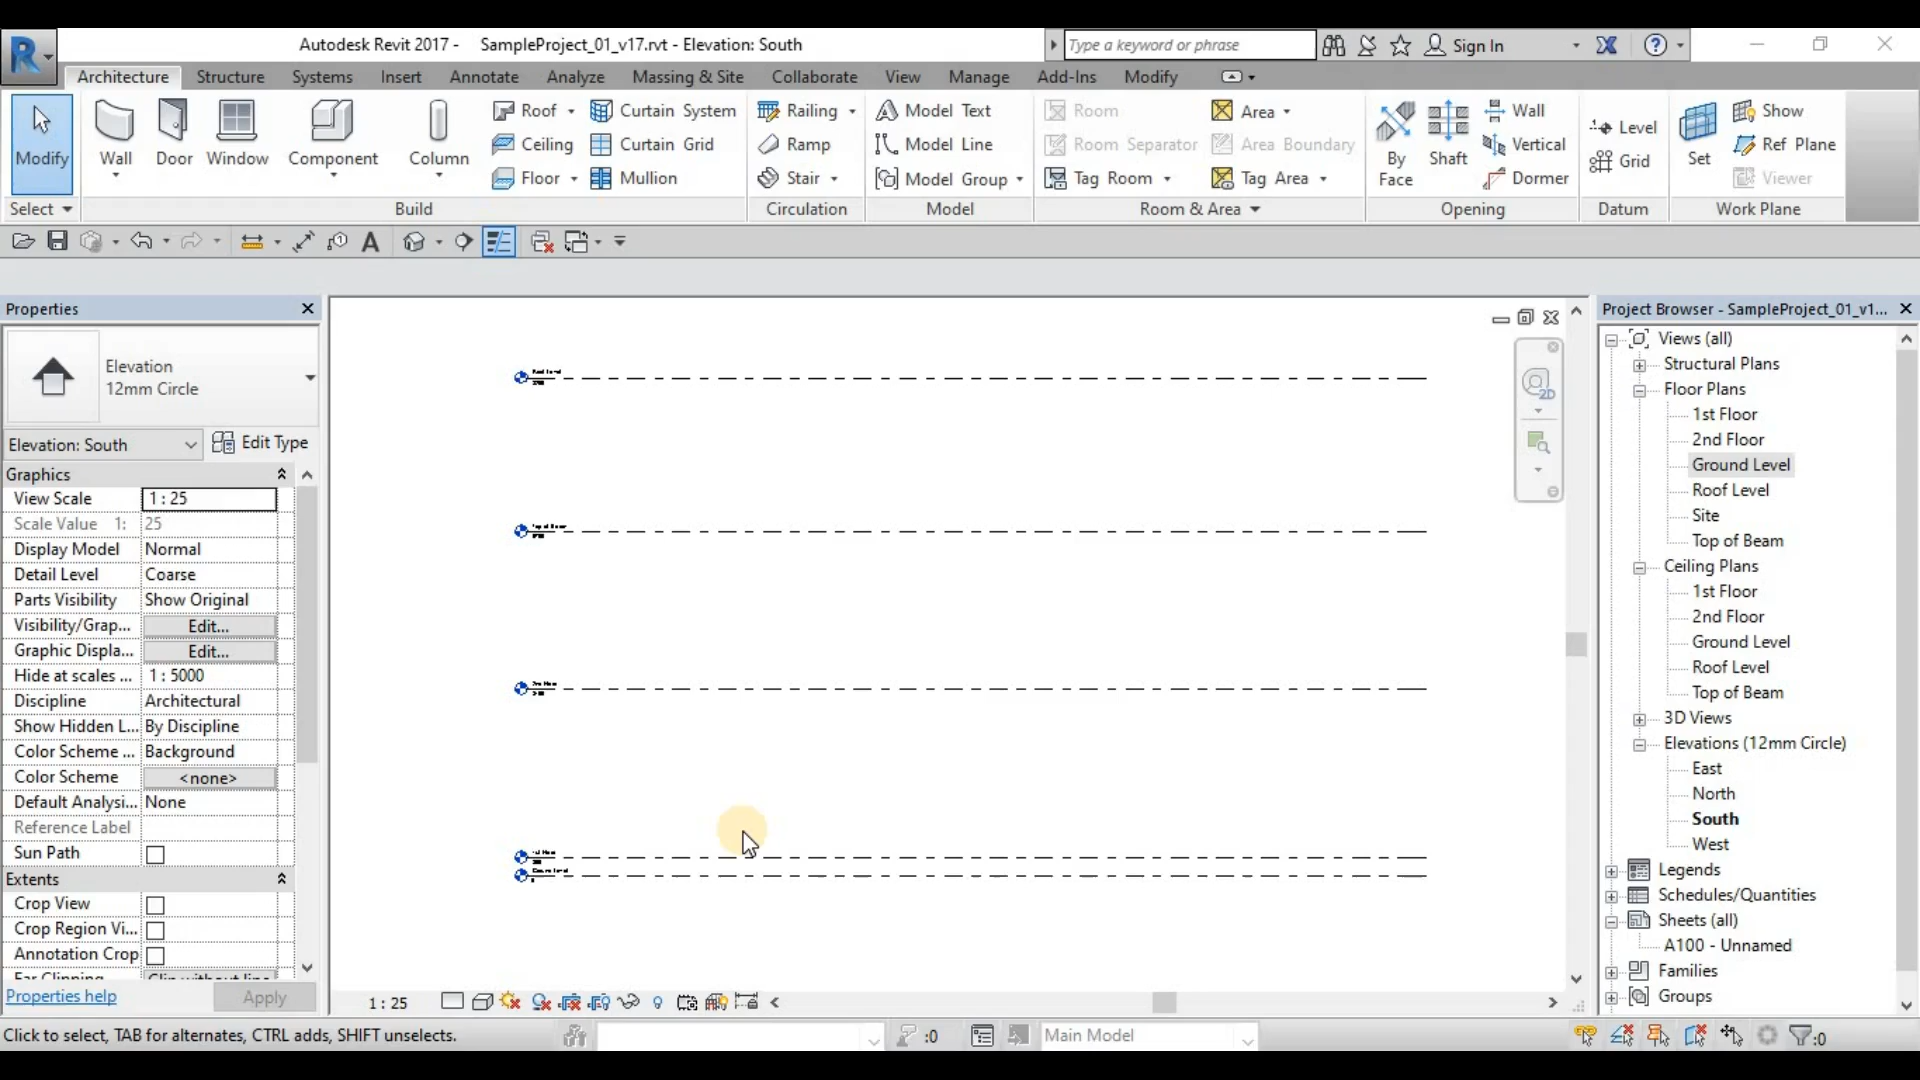 Autodesk Revit 2017 - SampleProject_01_v17.rvt - Elevation: South
Type a keyword or phrase
Sign In
Architecture Structure Systems Insert Annotate Analyze Massing & Site Collaborate View Manage Add-Ins Modify
Modify
Wall
Door
Window
Component
Column
Roof
Ceiling
Floor
Curtain System
Curtain Grid
Mullion
Railing
Ramp
Stair
Model Text
Model Line
Model Group
Room
Room Separator
Tag Room
Area
Area Boundary
Tag Area
By Face
Shaft
Wall
Vertical
Dormer
Level
Grid
Set
Show
Ref Plane
Viewer
Select Build Circulation Model Room & Area Opening Datum Work Plane
Properties
Elevation
12mm Circle
Elevation: South Edit Type
Graphics
View Scale 1 : 25
Scale Value 1: 25
Display Model Normal
Detail Level Coarse
Parts Visibility Show Original
Visibility/Grap... Edit...
Graphic Displa... Edit...
Hide at scales ... 1 : 5000
Discipline Architectural
Show Hidden L... By Discipline
Color Scheme ... Background
Color Scheme <none>
Default Analysi... None
Reference Label
Sun Path
Extents
Crop View
Crop Region Vi...
Annotation Crop
Properties help Apply
2D
1 : 25
Project Browser - SampleProject_01_v1...
Views (all)
Structural Plans
Floor Plans
1st Floor
2nd Floor
Ground Level
Roof Level
Site
Top of Beam
Ceiling Plans
1st Floor
2nd Floor
Ground Level
Roof Level
Top of Beam
3D Views
Elevations (12mm Circle)
East
North
South
West
Legends
Schedules/Quantities
Sheets (all)
A100 - Unnamed
Families
Groups
Click to select, TAB for alternates, CTRL adds, SHIFT unselects.
:0
Main Model
:0